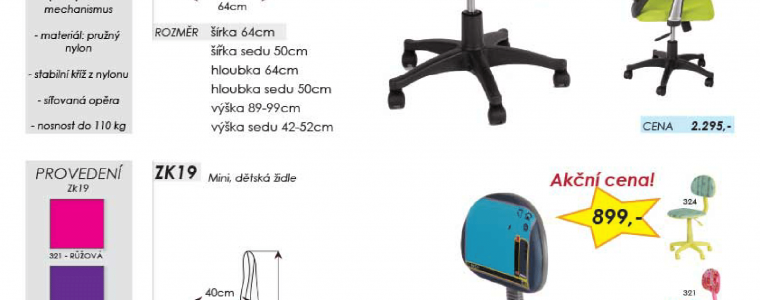 mechanismus
- materiál: pružný
nylon
- stabilní kříž z nylonu
- síťovaná opěra
- nosnost do 110 kg
64cm
ROZMĚR šírka 64cm
šířka sedu 50cm
hloubka 64cm
hloubka sedu 50cm
výška 89-99cm
výška sedu 42-52cm
CENA 2.295,-
PROVEDENÍ
Zk19
321 - RŮŽOVÁ
ZK19 Mini, dětská židle
40cm
Akční cena!
899,-
324
321